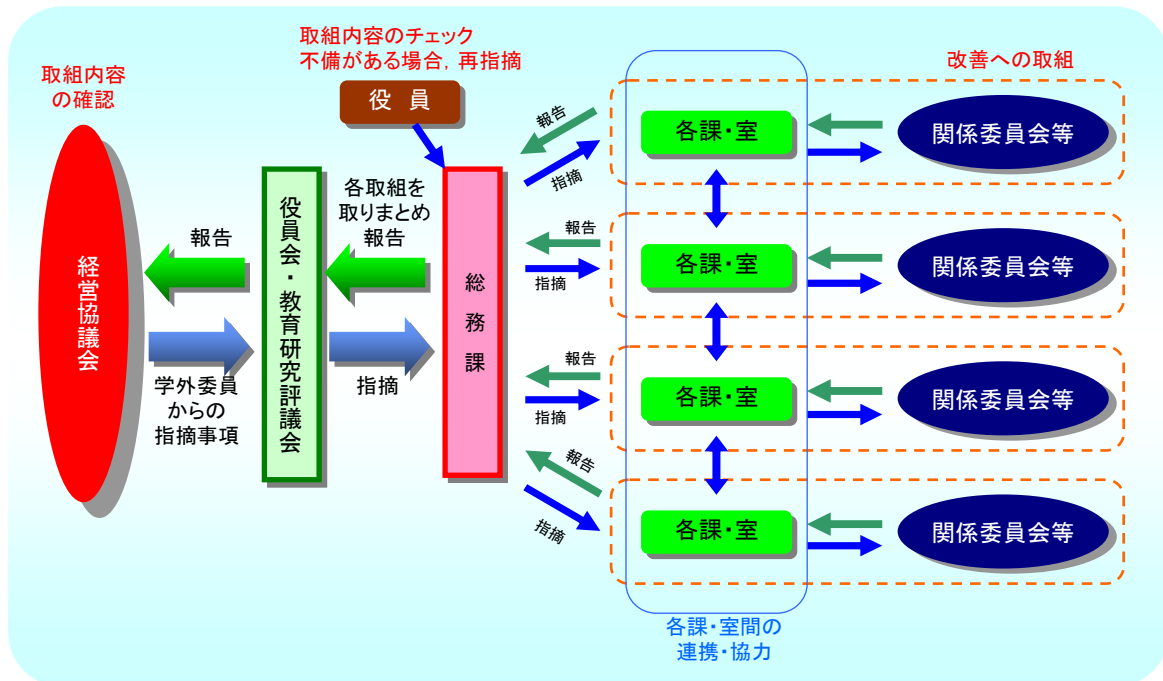 取組内容のチェック
不備がある場合，再指摘
取組内容
の確認
改善への取組
役　員
経営協議会
報告
学外委員
からの
指摘事項
役員会・教育研究評議会
各取組を
取りまとめ
報告
指摘
総務課
報告
指摘
各課・室
関係委員会等
報告
指摘
各課・室
関係委員会等
報告
指摘
各課・室
関係委員会等
報告
指摘
各課・室
関係委員会等
各課・室間の
連携・協力